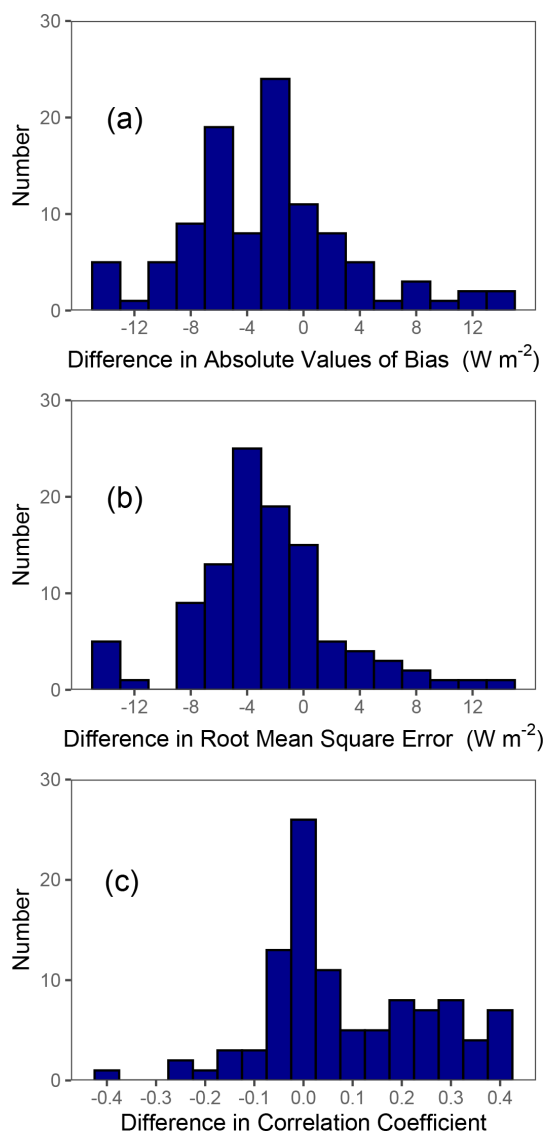 30
20
10
0
Number
(a)
-12 -8 -4 0 4 8 12
Difference in Absolute Values of Bias (W m⁻²)
30
20
10
0
Number
(b)
-12 -8 -4 0 4 8 12
Difference in Root Mean Square Error (W m⁻²)
30
20
10
0
Number
(c)
-0.4 -0.3 -0.2 -0.1 0.0 0.1 0.2 0.3 0.4
Difference in Correlation Coefficient